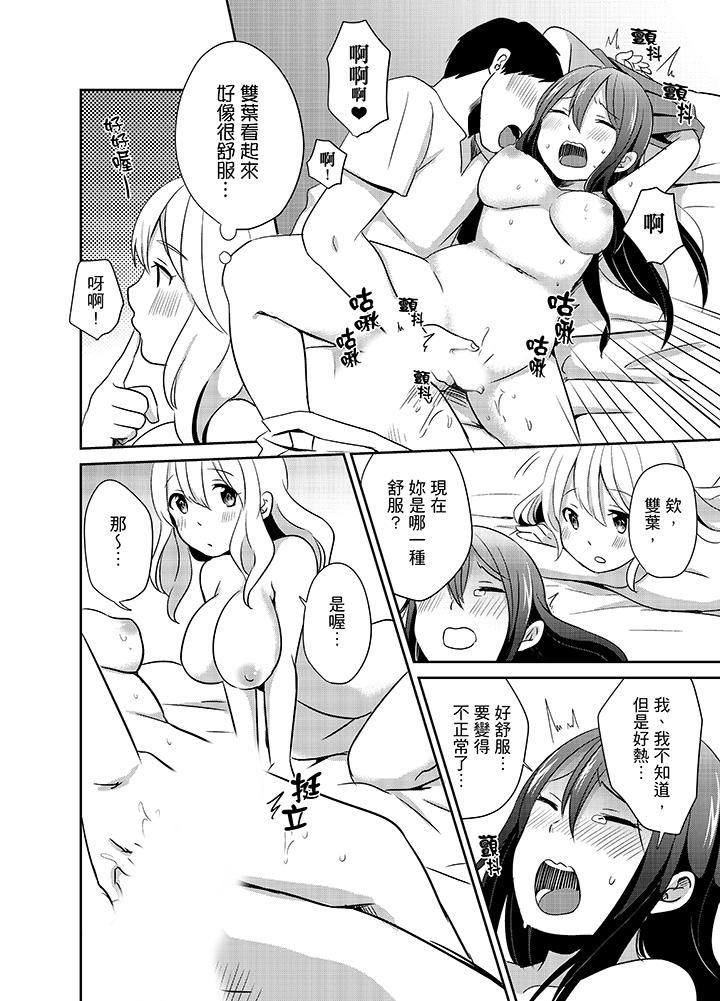 顫抖
啊啊啊♥
顫抖
啊
啊！
雙葉看起來
好像很舒服…
好好喔～
呀啊！
咕啾
咕啾
顫抖
咕啾
咕啾
顫抖
欸，
雙葉，
現在
妳是哪一種
舒服？
我、我不知道，
但是好熱…
好舒服…
要變得
不正常了…
顫抖
是喔…
那～…
挺立